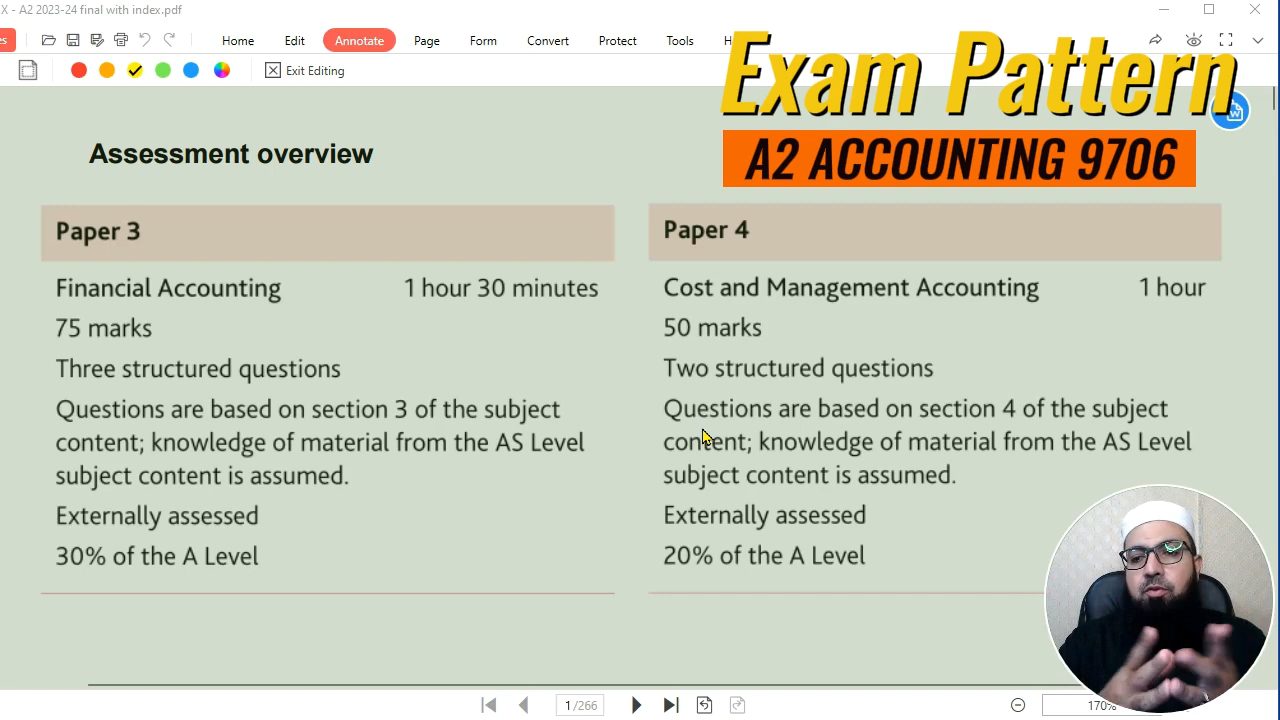 X - A2 2023-24 final with index.pdf
es
Home
Edit
Annotate
Page
Form
Convert
Protect
Tools
H
Exit Editing
Exam Pattern
A2 ACCOUNTING 9706
W
Assessment overview
Paper 3
Financial Accounting 1 hour 30 minutes
75 marks
Three structured questions
Questions are based on section 3 of the subject
content; knowledge of material from the AS Level
subject content is assumed.
Externally assessed
30% of the A Level
Paper 4
Cost and Management Accounting 1 hour
50 marks
Two structured questions
Questions are based on section 4 of the subject
content; knowledge of material from the AS Level
subject content is assumed.
Externally assessed
20% of the A Level
1 /266
170%